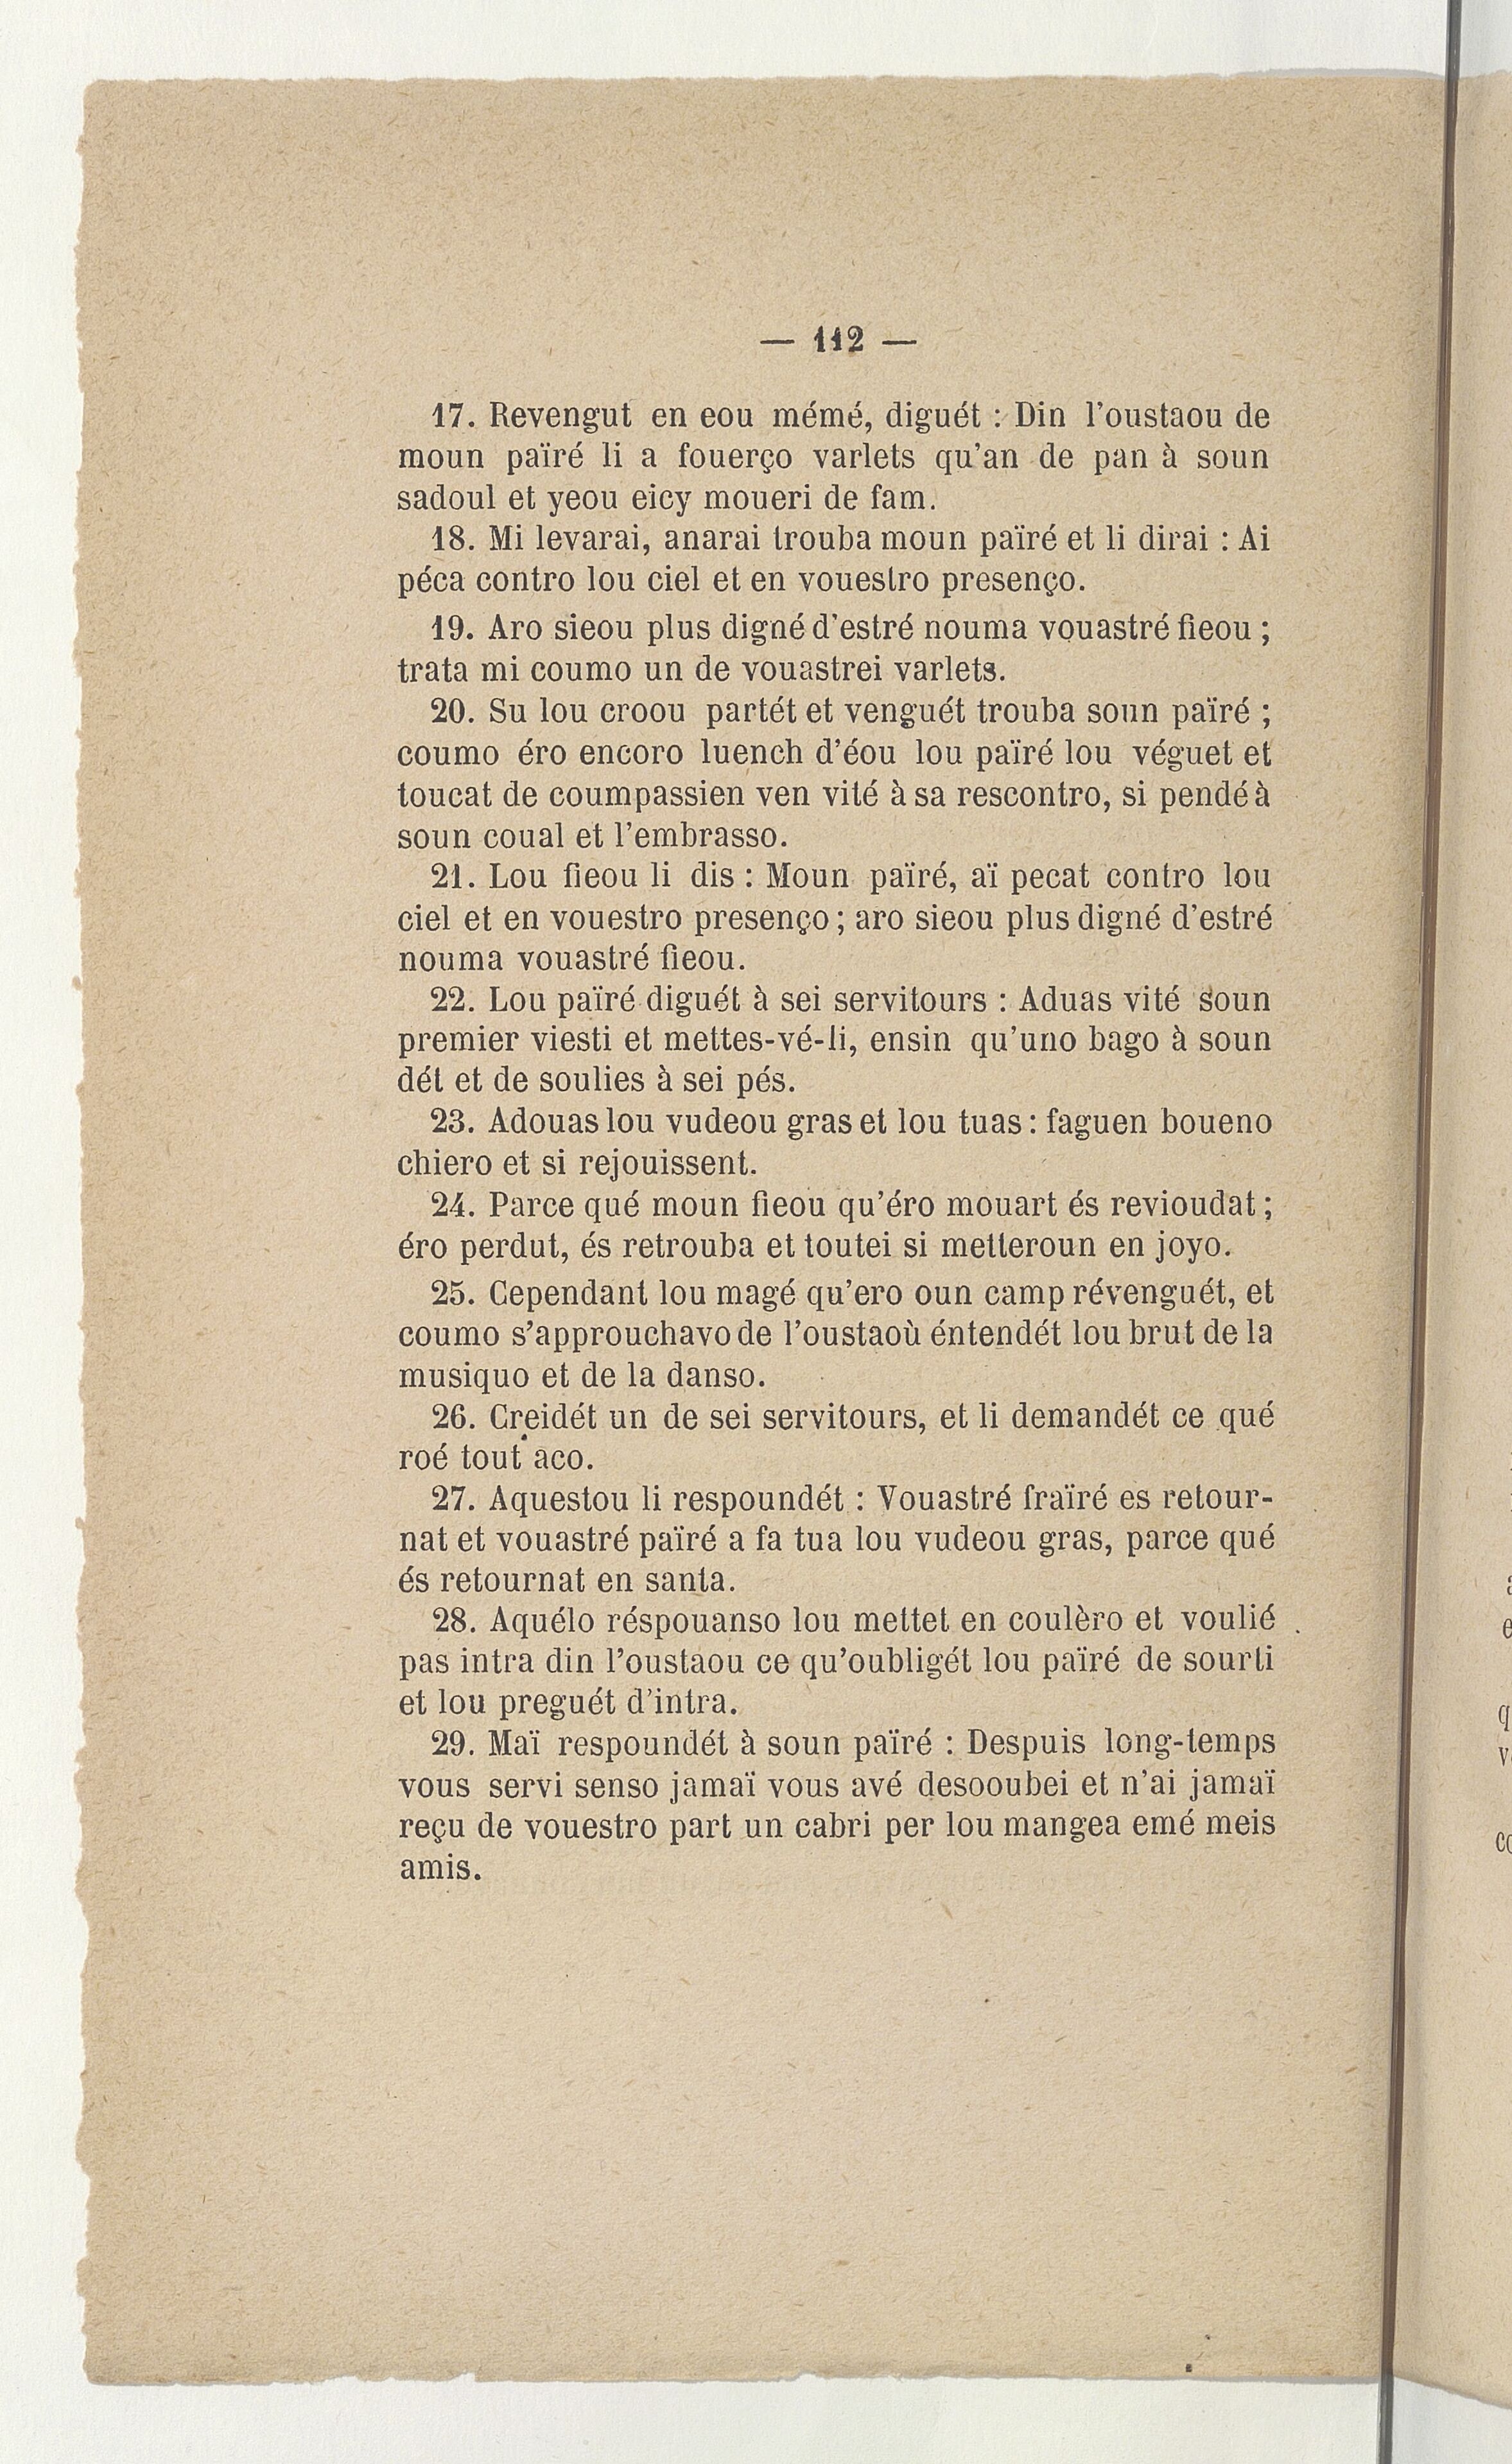 — 112 —
17. Revengut en eou mémé, diguét : Din l'oustaou de
moun païré li a fouerço varlets qu'an de pan à soun
sadoul et yeou eicy moueri de fam.
18. Mi levarai, anarai trouba moun païré et li dirai : Ai
péca contro lou ciel et en vouestro presenço.
19. Aro sieou plus digné d'estré nouma vouastré fieou ;
trata mi coumo un de vouastrei varlets.
20. Su lou croou partét et venguét trouba soun païré ;
coumo éro encoro luench d'éou lou païré lou véguet et
toucat de coumpassien ven vité à sa rescontro, si pendé à
soun coual et l'embrasso.
21. Lou fieou li dis : Moun païré, aï pecat contro lou
ciel et en vouestro presenço ; aro sieou plus digné d'estré
nouma vouastré fieou.
22. Lou païré diguét à sei servitours : Aduas vité soun
premier viesti et mettes-vé-li, ensin qu'uno bago à soun
dét et de soulies à sei pés.
23. Adouas lou vudeou gras et lou tuas : faguen boueno
chiero et si rejouissent.
24. Parce qué moun fieou qu'éro mouart és revioudat ;
éro perdut, és retrouba et toutei si metteroun en joyo.
25. Cependant lou magé qu'ero oun camp révenguét, et
coumo s'approuchavo de l'oustaoù éntendét lou brut de la
musiquo et de la danso.
26. Creidét un de sei servitours, et li demandét ce qué
roé tout aco.
27. Aquestou li respoundét : Vouastré fraïré es retour-
nat et vouastré païré a fa tua lou vudeou gras, parce qué
és retournat en santa.
28. Aquélo réspouanso lou mettet en coulèro et voulié
pas intra din l'oustaou ce qu'oubligét lou païré de sourti
et lou preguét d'intra.
29. Maï respoundét à soun païré : Despuis long-temps
vous servi senso jamaï vous avé desooubei et n'ai jamaï
reçu de vouestro part un cabri per lou mangea emé meis
amis.